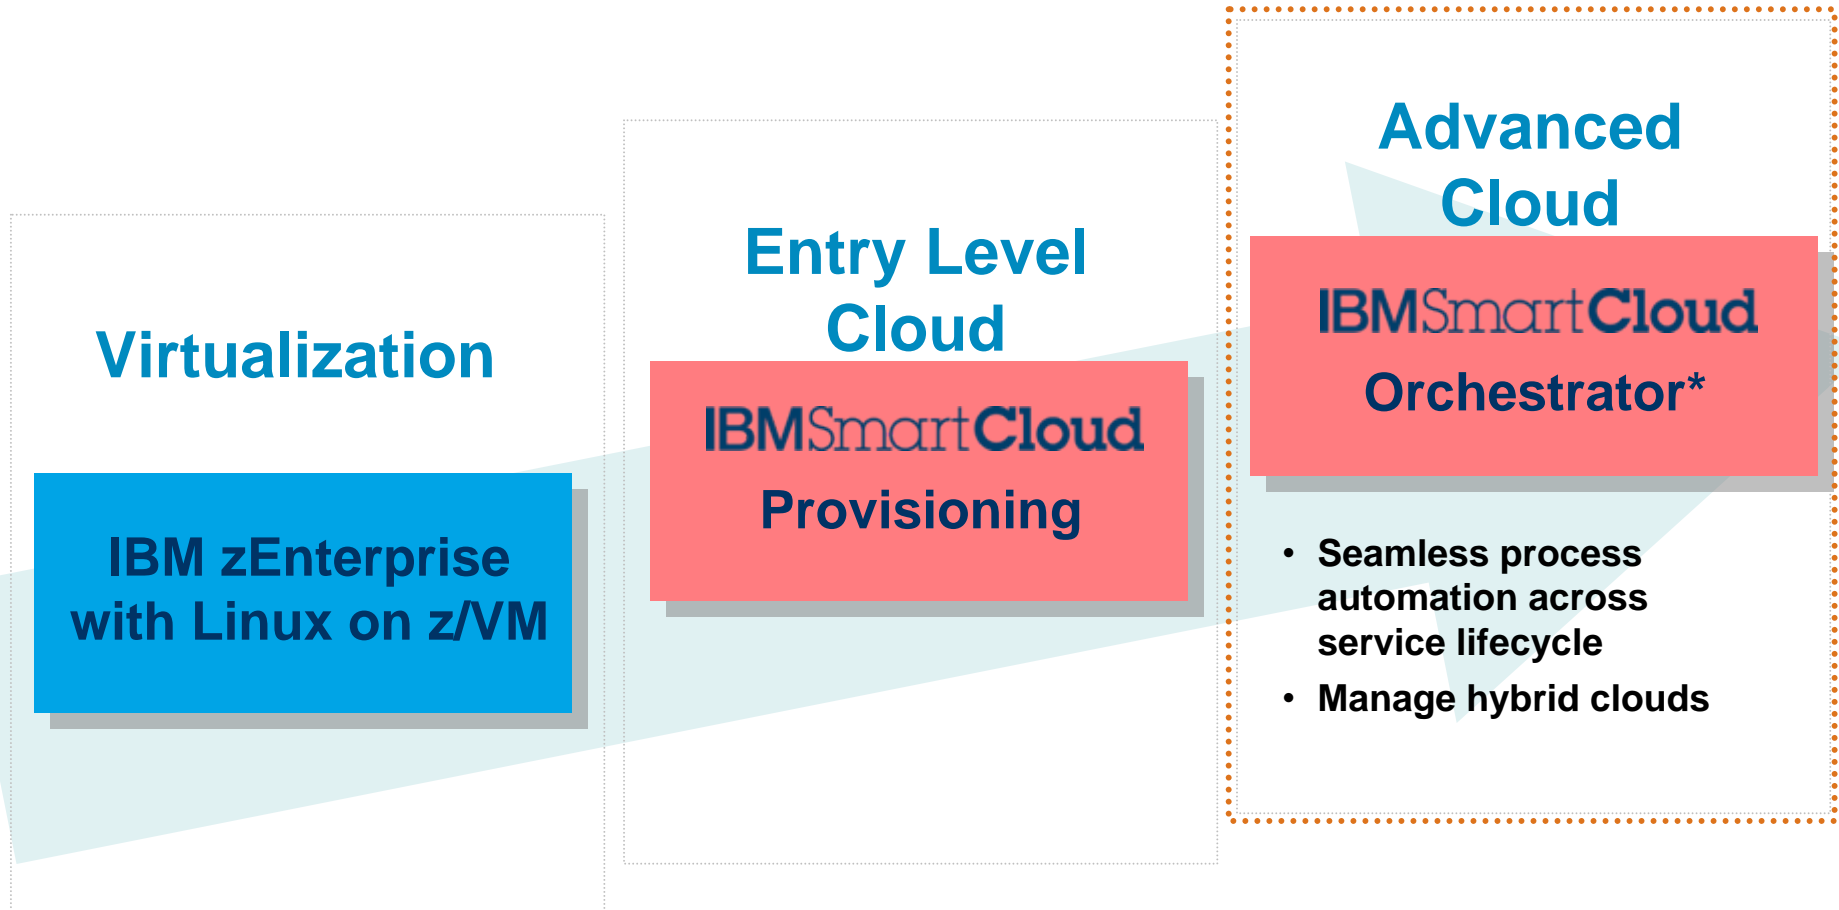 Virtualization
IBM zEnterprise
with Linux on z/VM
Entry Level
Cloud
IBMSmartCloud
Provisioning
Advanced
Cloud
IBMSmartCloud
Orchestrator*
• Seamless process
automation across
service lifecycle
• Manage hybrid clouds